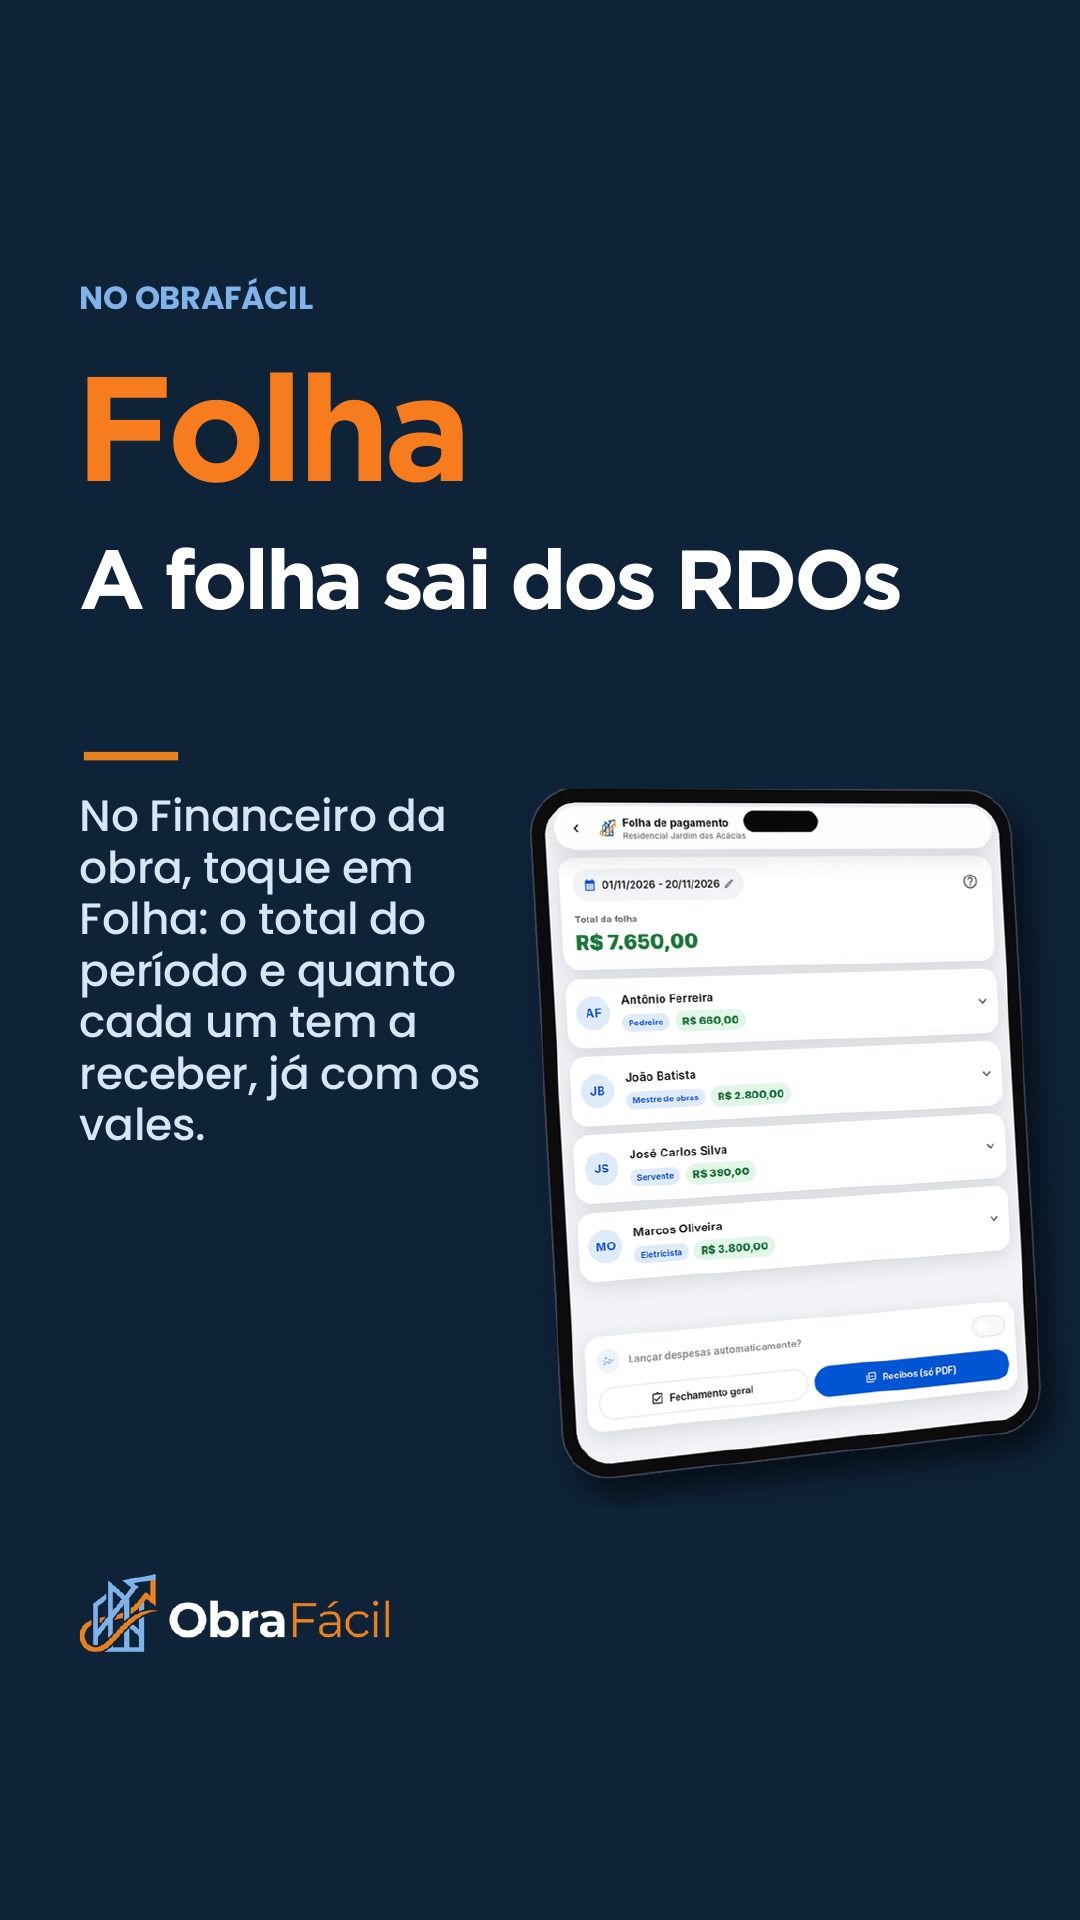 NO OBRAFÁCIL
Folha
A folha sai dos RDOs
No Financeiro da
obra, toque em
Folha: o total do
período e quanto
cada um tem a
receber, já com os
vales.
Folha de pagamento
Residencial Jardim das Acácias
01/11/2026 - 20/11/2026
Total da folha
R$ 7.650,00
AF
Antônio Ferreira
Pedreiro
R$ 660,00
JB
João Batista
Mestre de obras
R$ 2.800,00
JS
José Carlos Silva
Servente
R$ 390,00
MO
Marcos Oliveira
Eletricista
R$ 3.800,00
Lançar despesas automaticamente?
Fechamento geral
Recibos (só PDF)
ObraFácil